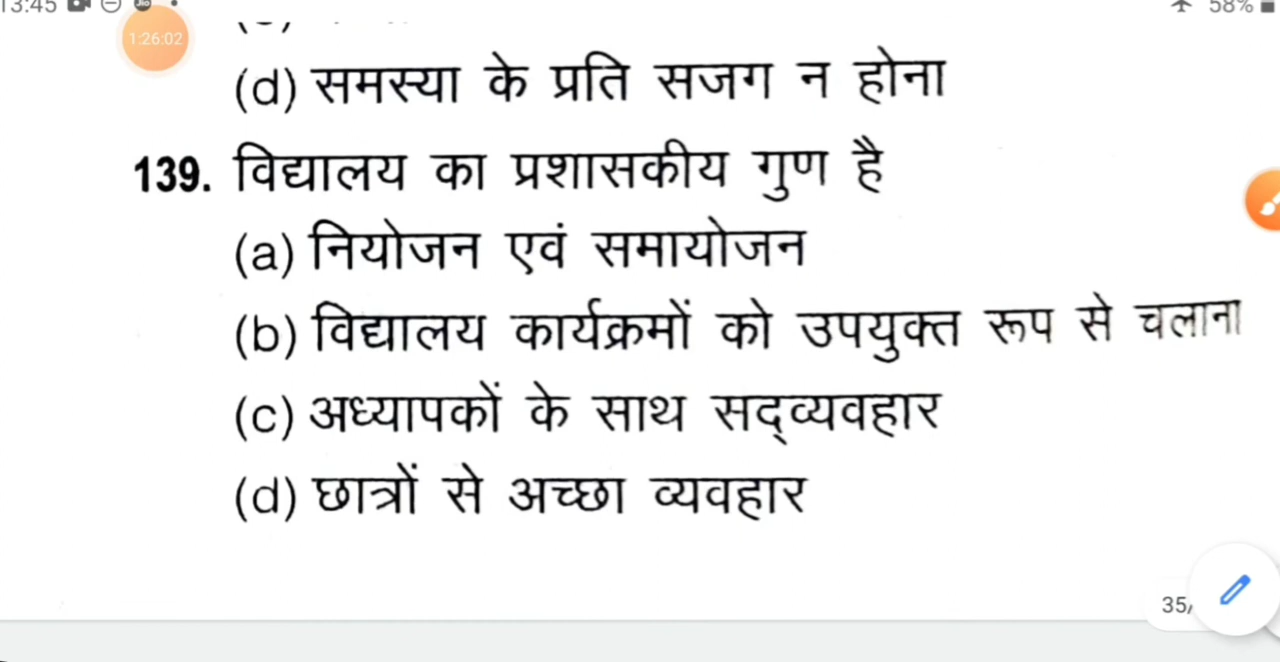 13:45
58%
1:26:02
(d) समस्या के प्रति सजग न होना
139. विद्यालय का प्रशासकीय गुण है
(a) नियोजन एवं समायोजन
(b) विद्यालय कार्यक्रमों को उपयुक्त रूप से चलाना
(c) अध्यापकों के साथ सद्व्यवहार
(d) छात्रों से अच्छा व्यवहार
35/